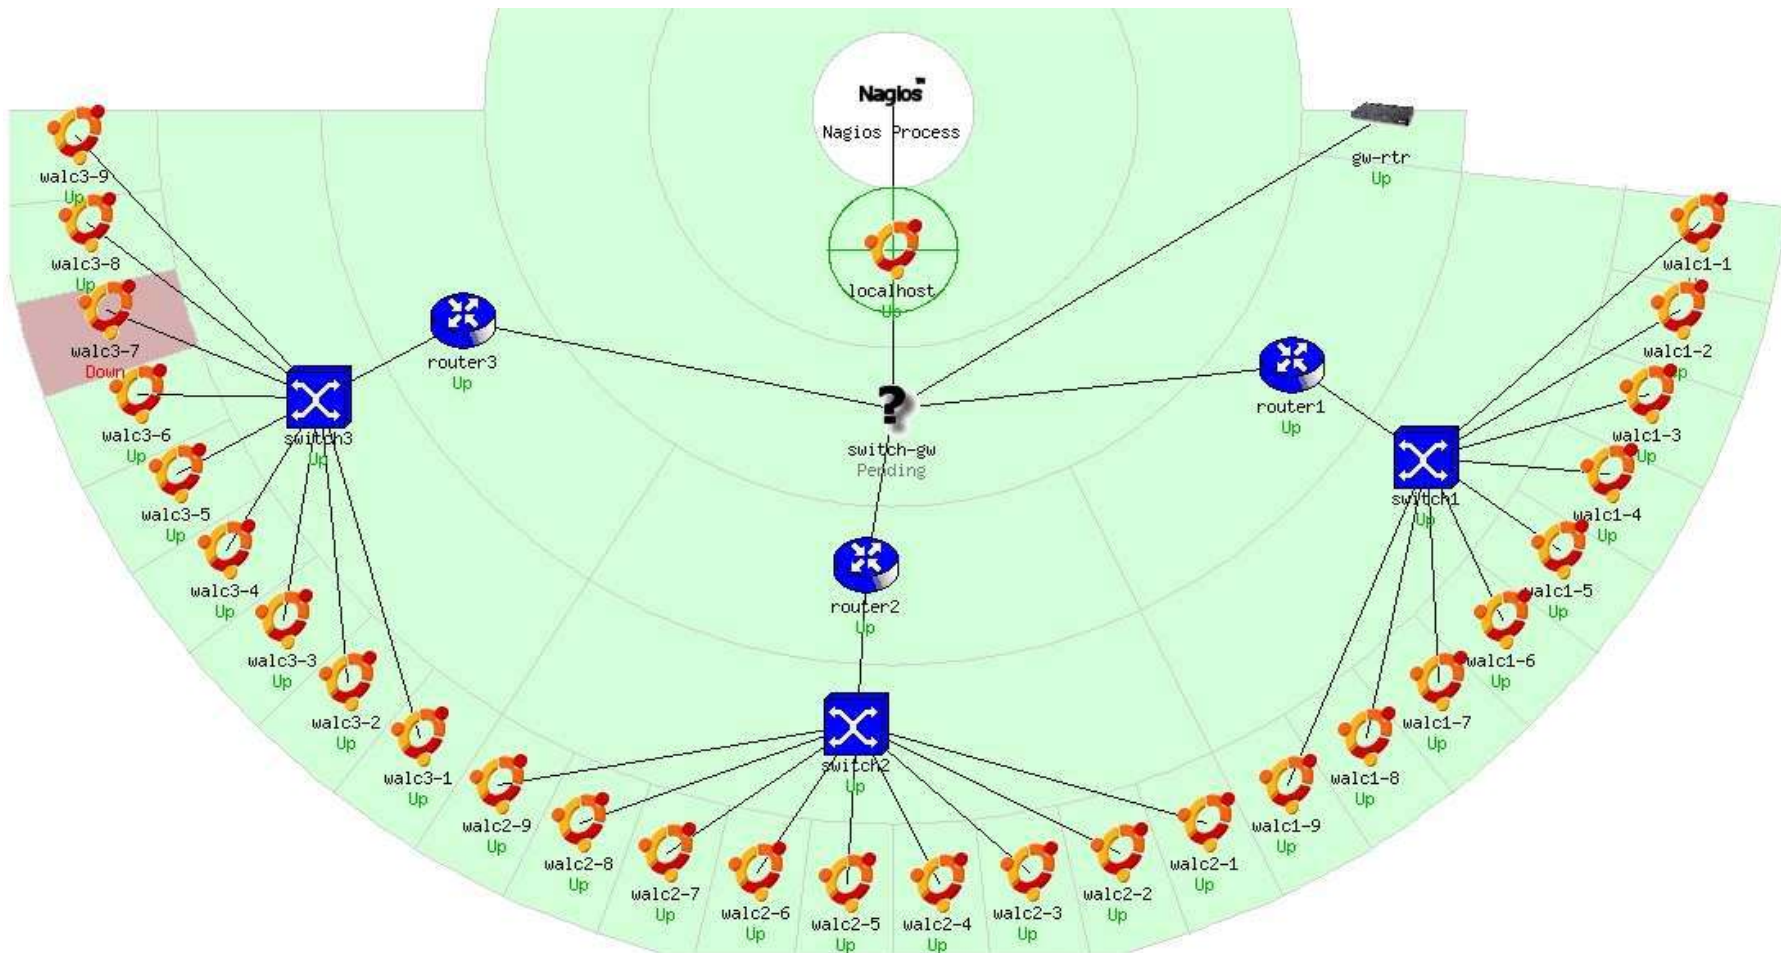 Nagios™
Nagios Process
gw-rtr
Up
walc3-9
Up
walc1-1
walc3-8
Up
localhost
Up
walc3-7
Down
walc1-2
Up
router3
Up
router1
Up
walc3-6
Up
switch3
Up
switch-gw
Pending
walc1-3
Up
switch1
Up
walc3-5
Up
walc1-4
Up
walc3-4
Up
router2
Up
walc1-5
Up
walc3-3
Up
walc1-6
Up
walc3-2
Up
walc1-7
Up
walc3-1
Up
switch2
Up
walc1-8
Up
walc2-9
Up
walc1-9
Up
walc2-8
Up
walc2-1
Up
walc2-7
Up
walc2-2
Up
walc2-6
Up
walc2-3
Up
walc2-5
Up
walc2-4
Up